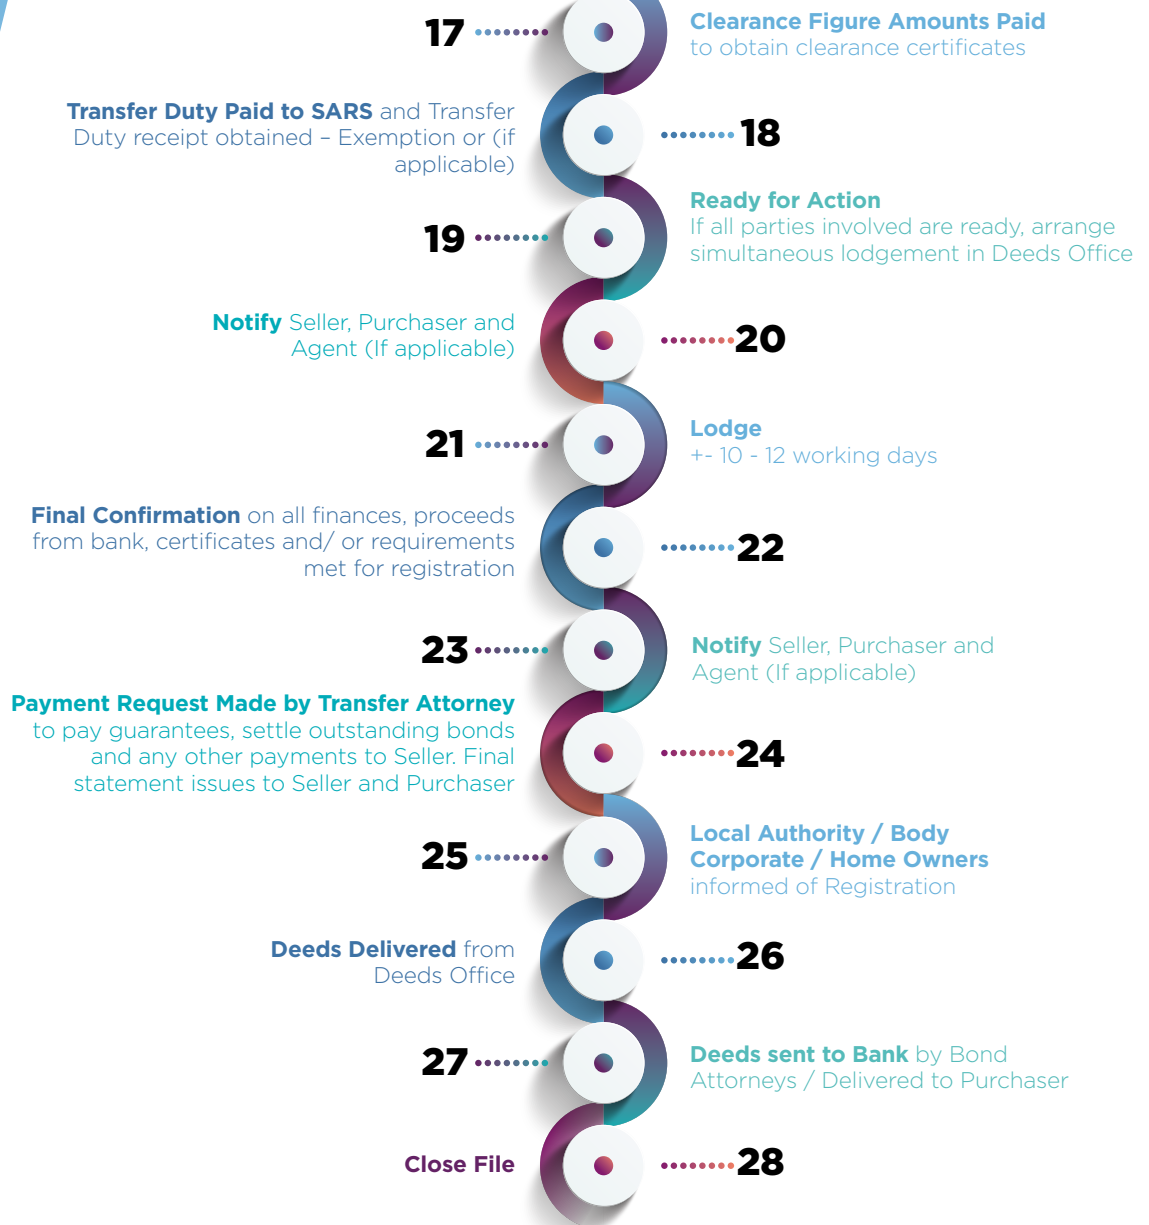 17
Clearance Figure Amounts Paid
to obtain clearance certificates
Transfer Duty Paid to SARS and Transfer
Duty receipt obtained – Exemption or (if
applicable)
18
19
Ready for Action
If all parties involved are ready, arrange
simultaneous lodgement in Deeds Office
Notify Seller, Purchaser and
Agent (If applicable)
20
21
Lodge
+- 10 - 12 working days
Final Confirmation on all finances, proceeds
from bank, certificates and/ or requirements
met for registration
22
23
Notify Seller, Purchaser and
Agent (If applicable)
Payment Request Made by Transfer Attorney
to pay guarantees, settle outstanding bonds
and any other payments to Seller. Final
statement issues to Seller and Purchaser
24
25
Local Authority / Body
Corporate / Home Owners
informed of Registration
Deeds Delivered from
Deeds Office
26
27
Deeds sent to Bank by Bond
Attorneys / Delivered to Purchaser
Close File
28